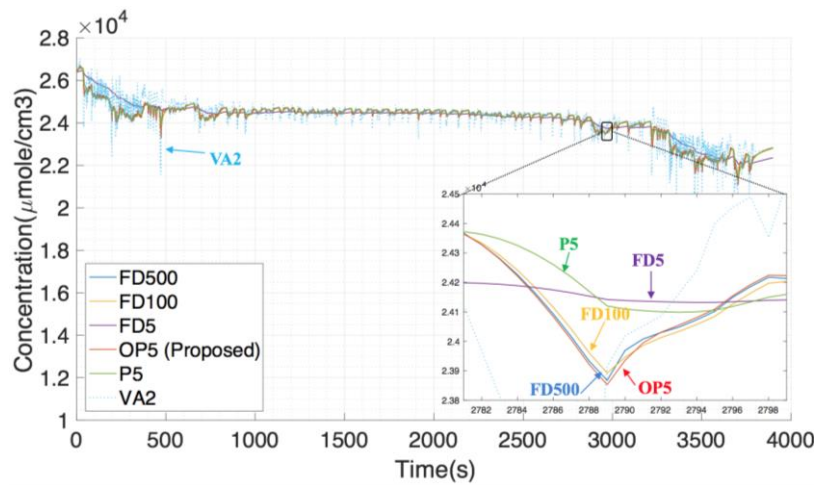 ×10⁴
2.8
2.6
2.4
2.2
2
1.8
1.6
1.4
1.2
1
Concentration(μmole/cm3)
VA2
FD500
FD100
FD5
OP5 (Proposed)
P5
VA2
×10⁴
2.45
2.44
2.43
2.42
2.41
2.4
2.39
2.38
P5
FD5
FD100
FD500
OP5
2782 2784 2786 2788 2790 2792 2794 2796 2798
0 500 1000 1500 2000 2500 3000 3500 4000
Time(s)